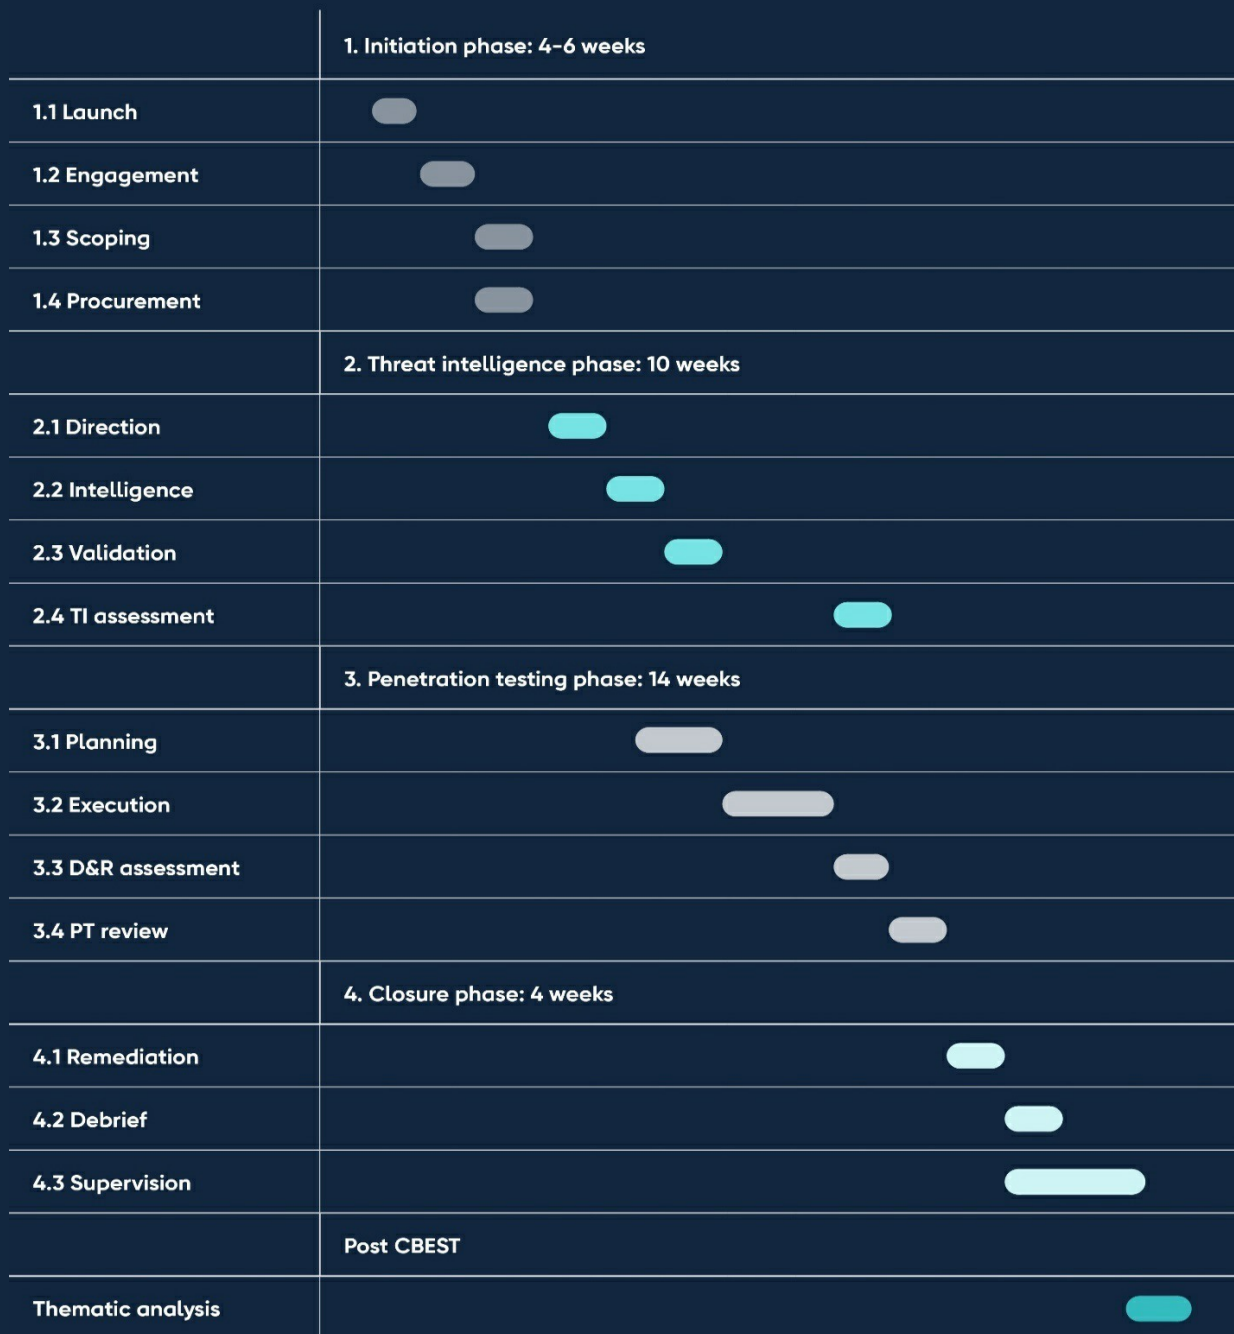 1. Initiation phase: 4-6 weeks
1.1 Launch
1.2 Engagement
1.3 Scoping
1.4 Procurement
2. Threat intelligence phase: 10 weeks
2.1 Direction
2.2 Intelligence
2.3 Validation
2.4 TI assessment
3. Penetration testing phase: 14 weeks
3.1 Planning
3.2 Execution
3.3 D&R assessment
3.4 PT review
4. Closure phase: 4 weeks
4.1 Remediation
4.2 Debrief
4.3 Supervision
Post CBEST
Thematic analysis